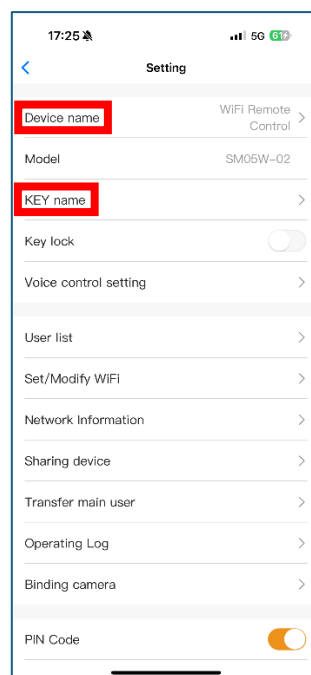 17:25
5G 61
Setting
Device name
WiFi Remote
Control
Model
SM05W-02
KEY name
Key lock
Voice control setting
User list
Set/Modify WiFi
Network Information
Sharing device
Transfer main user
Operating Log
Binding camera
PIN Code